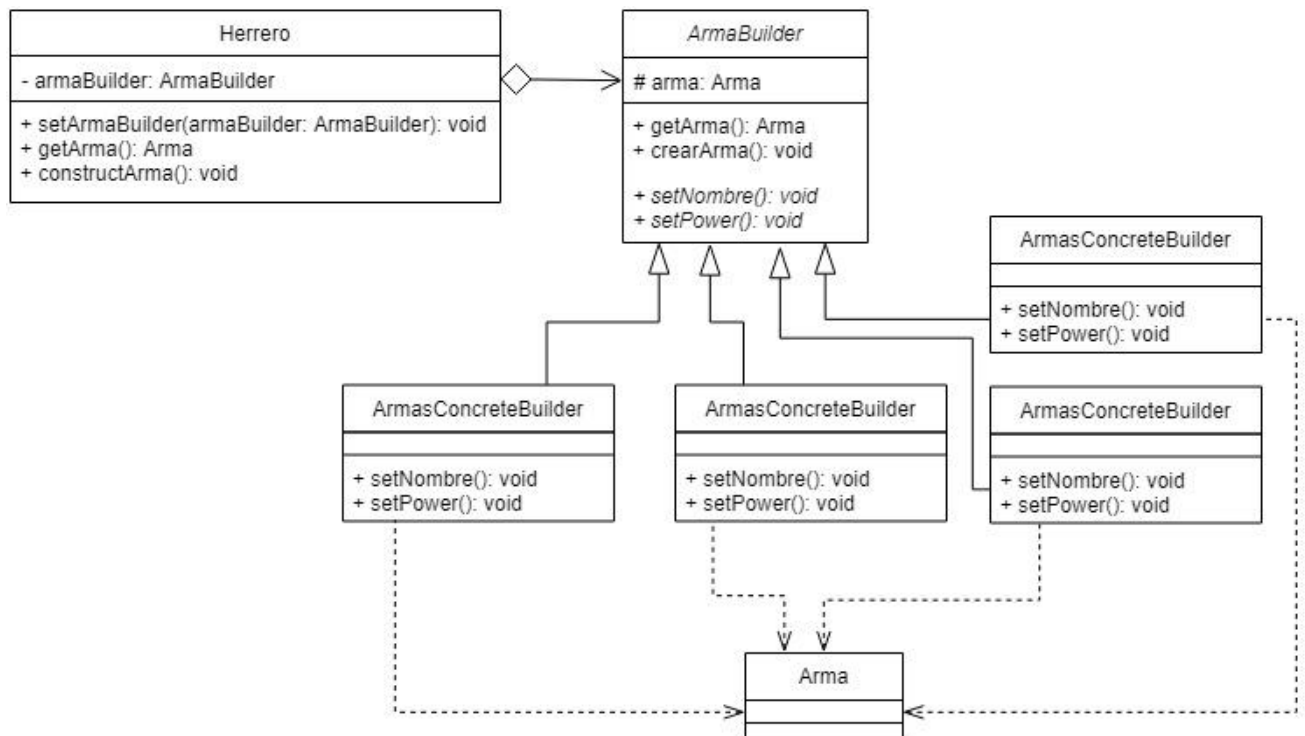 Herrero
- armaBuilder: ArmaBuilder
+ setArmaBuilder(armaBuilder: ArmaBuilder): void
+ getArma(): Arma
+ constructArma(): void
ArmaBuilder
# arma: Arma
+ getArma(): Arma
+ crearArma(): void
+ setNombre(): void
+ setPower(): void
ArmasConcreteBuilder
+ setNombre(): void
+ setPower(): void
ArmasConcreteBuilder
+ setNombre(): void
+ setPower(): void
ArmasConcreteBuilder
+ setNombre(): void
+ setPower(): void
ArmasConcreteBuilder
+ setNombre(): void
+ setPower(): void
Arma